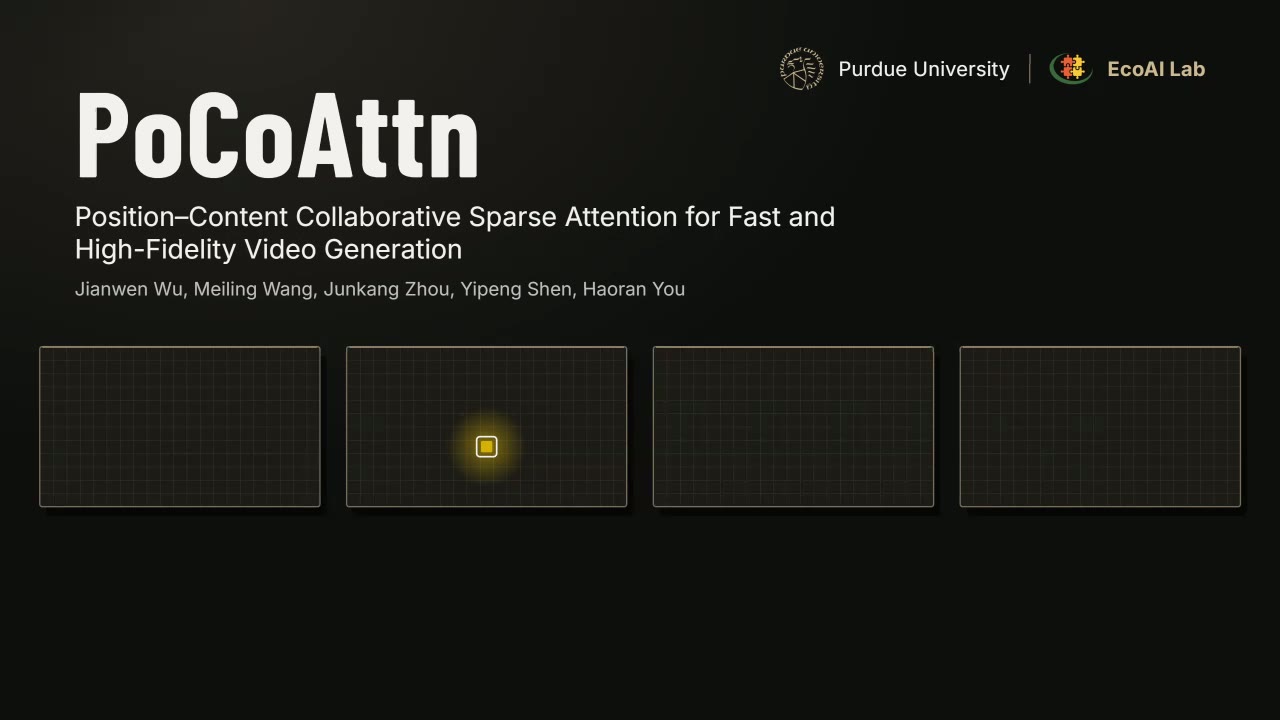 Purdue University
EcoAI Lab
PoCoAttn
Position–Content Collaborative Sparse Attention for Fast and
High-Fidelity Video Generation
Jianwen Wu, Meiling Wang, Junkang Zhou, Yipeng Shen, Haoran You